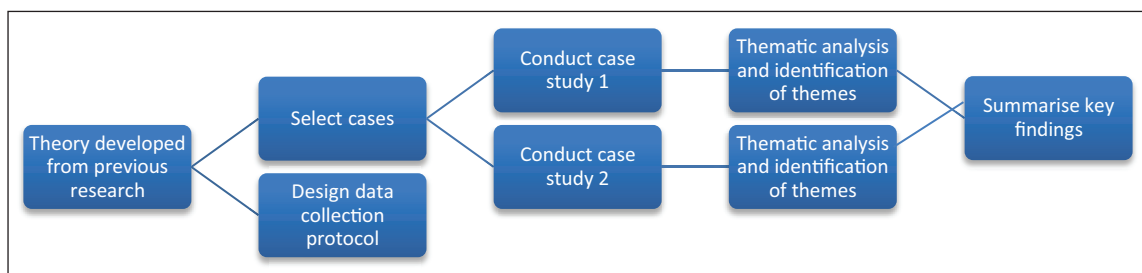 Theory developed
from previous
research
Select cases
Design data
collection
protocol
Conduct case
study 1
Conduct case
study 2
Thematic analysis
and identification
of themes
Thematic analysis
and identification
of themes
Summarise key
findings